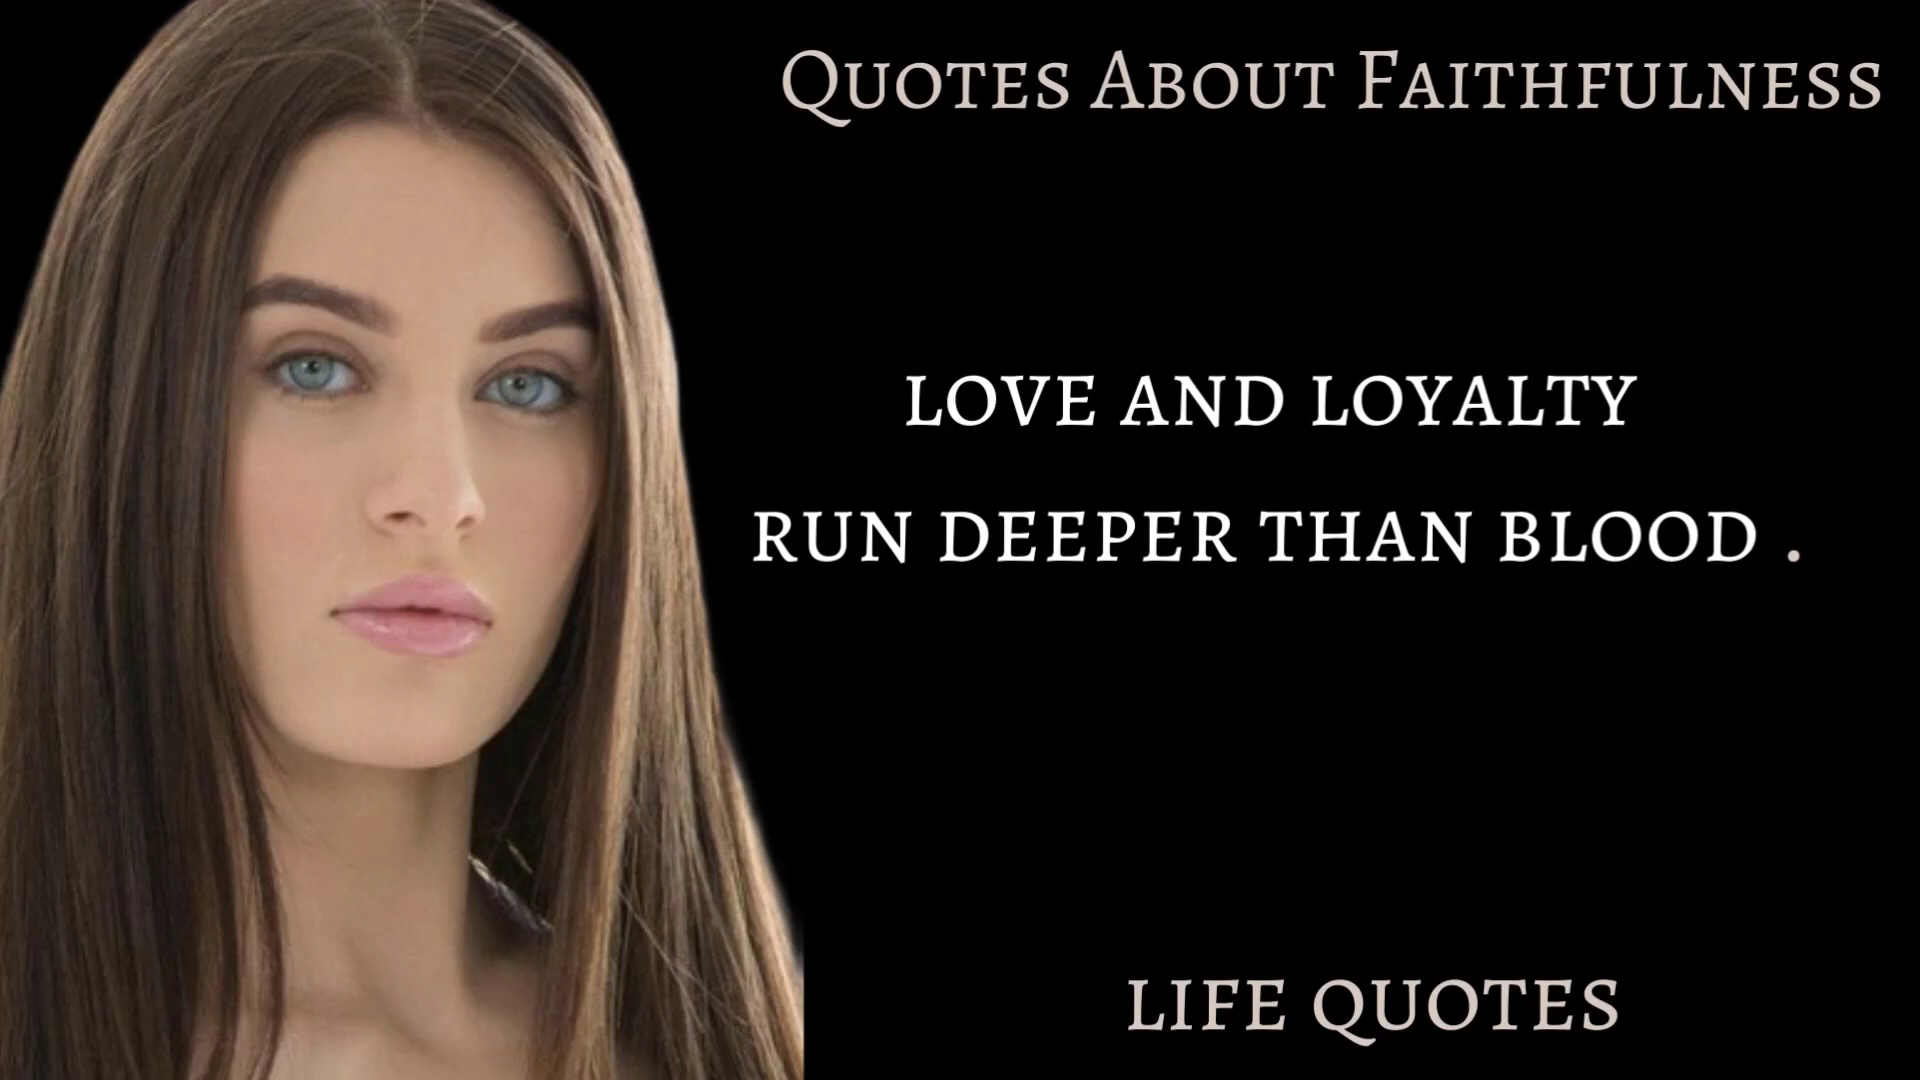 Quotes About Faithfulness
LOVE AND LOYALTY
RUN DEEPER THAN BLOOD .
LIFE QUOTES